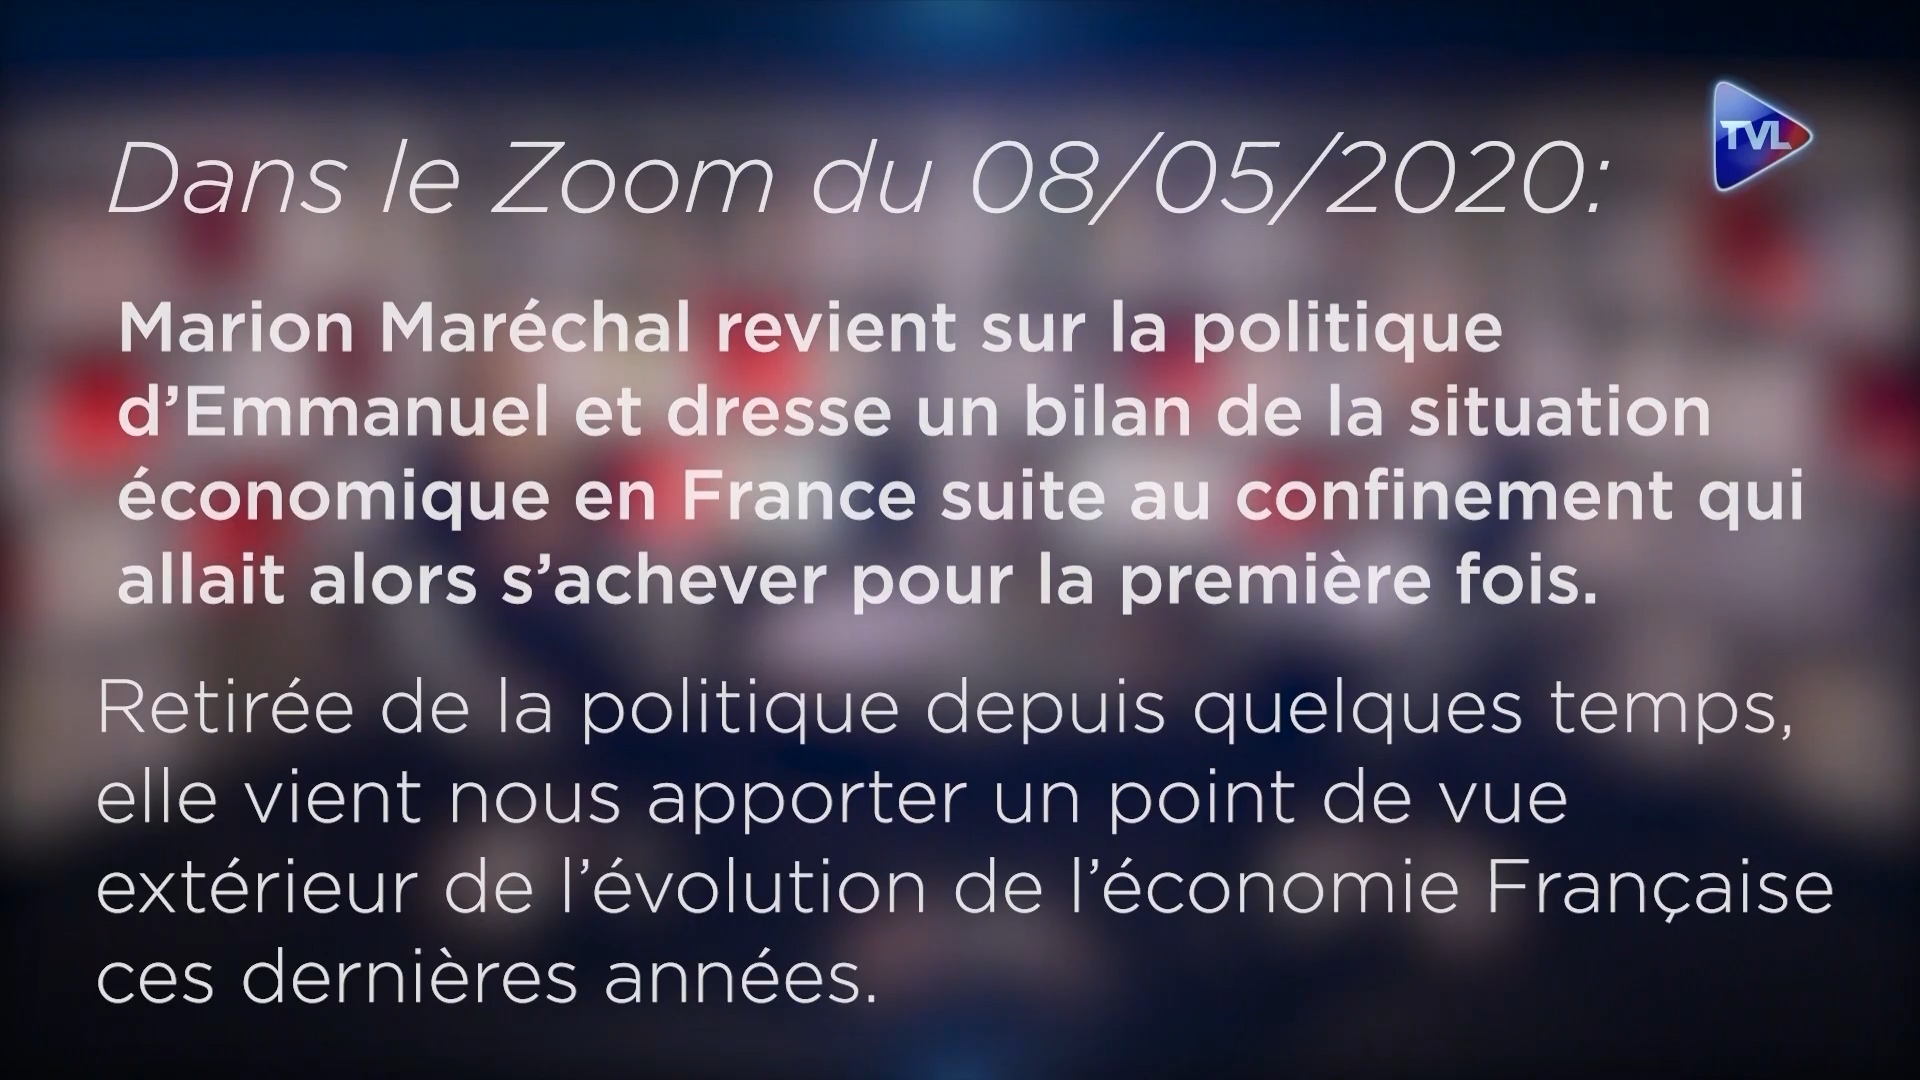 TVL
Dans le Zoom du 08/05/2020:
Marion Maréchal revient sur la politique
d’Emmanuel et dresse un bilan de la situation
économique en France suite au confinement qui
allait alors s’achever pour la première fois.
Retirée de la politique depuis quelques temps,
elle vient nous apporter un point de vue
extérieur de l’évolution de l’économie Française
ces dernières années.